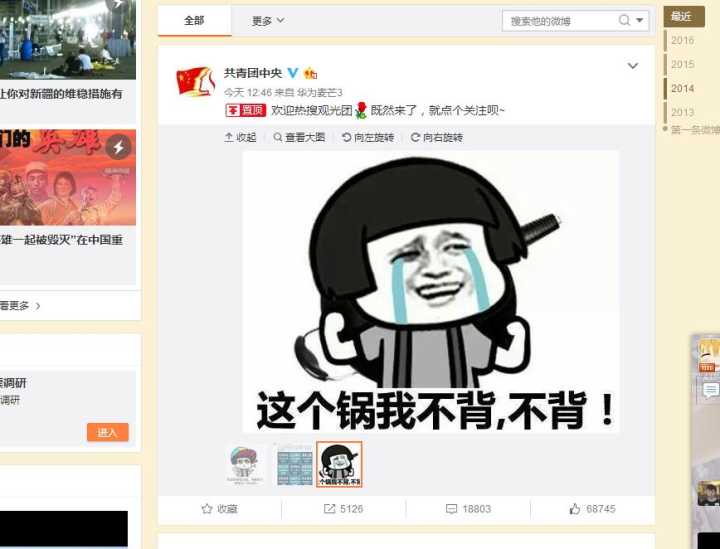 让你对新疆的维稳措施有
们的 英雄
雄一起被毁灭”在中国重
看更多 >
调研
调研
进入
全部
更多
搜索他的微博
共青团中央
今天 12:46 来自 华为麦芒3
置顶 欢迎热搜观光团 既然来了，就点个关注呗~
收起 查看大图 向左旋转 向右旋转
这个锅我不背,不背！
收藏
5126
18803
68745
最近
2016
2015
2014
2013
第一条微博